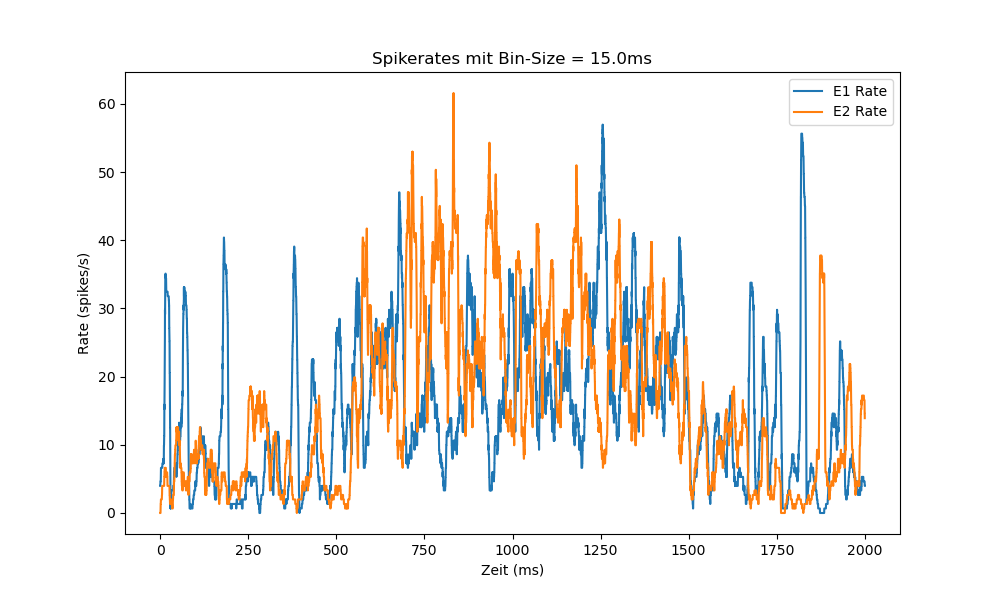 Spikerates mit Bin-Size = 15.0ms
E1 Rate
E2 Rate
60
50
40
30
20
10
0
Rate (spikes/s)
0 250 500 750 1000 1250 1500 1750 2000
Zeit (ms)